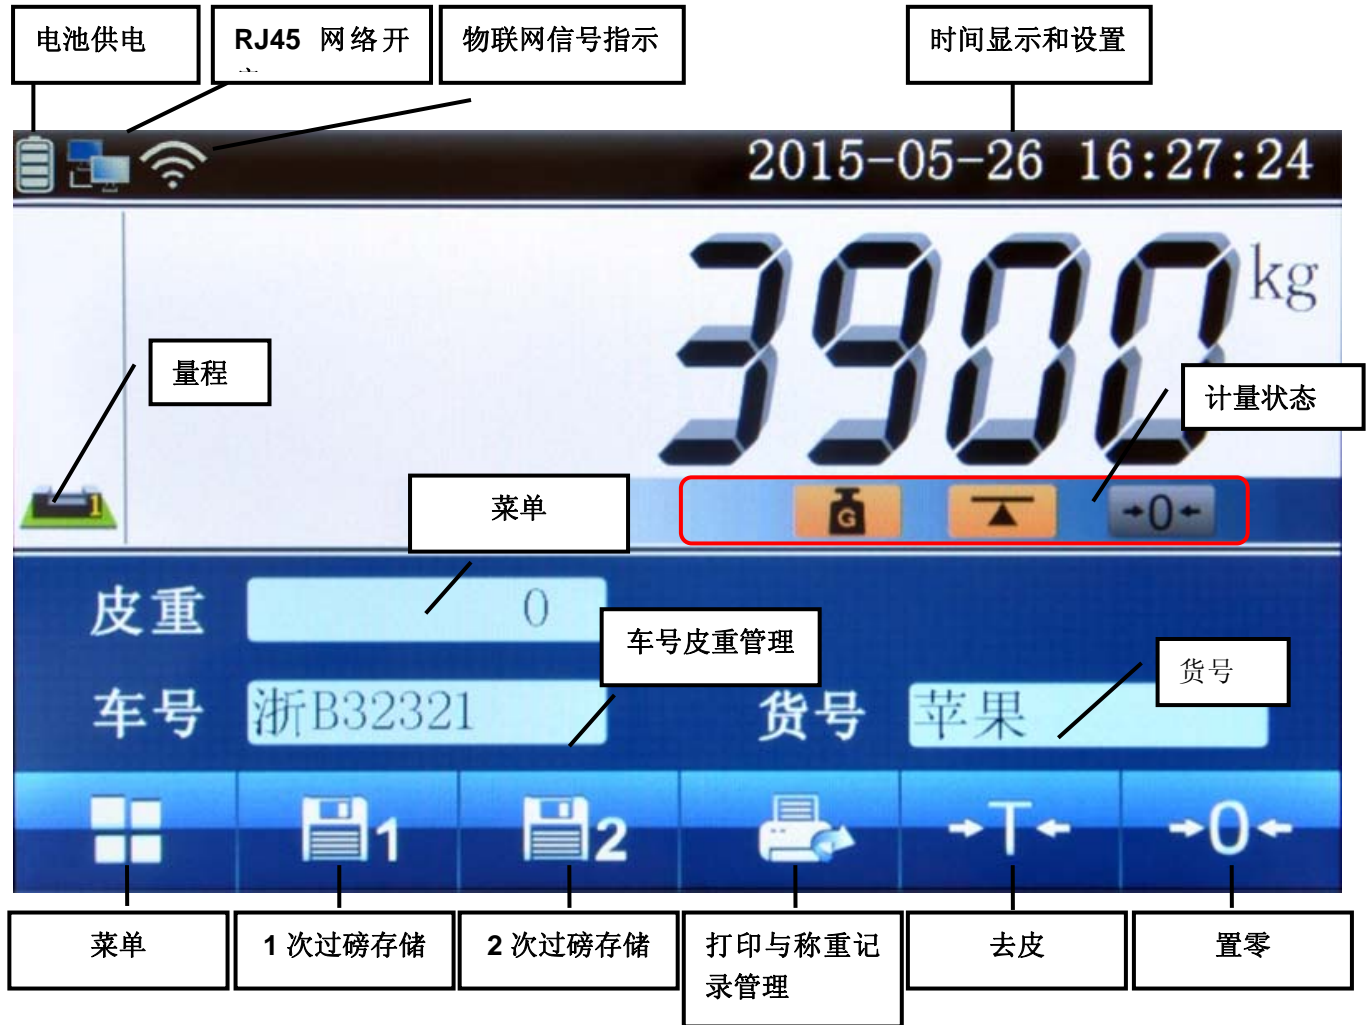 电池供电
RJ45 网络开
物联网信号指示
时间显示和设置
2015-05-26 16:27:24
3900 kg
量程
计量状态
1
G
→0←
菜单
皮重 0
车号皮重管理
货号
车号 浙B32321 货号 苹果
1 2 →T← →0←
菜单
1 次过磅存储
2 次过磅存储
打印与称重记
录管理
去皮
置零